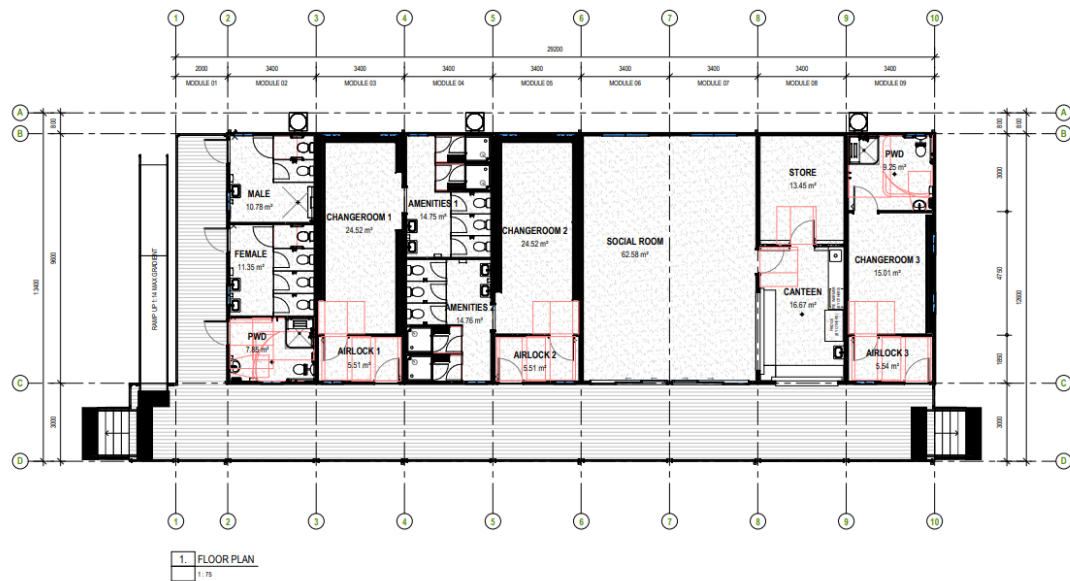 1 2 3 4 5 6 7 8 9 10
29200
2000 3400 3400 3400 3400 3400 3400 3400 3400
MODULE 01 MODULE 02 MODULE 03 MODULE 04 MODULE 05 MODULE 06 MODULE 07 MODULE 08 MODULE 09
A A
800 800 800
B B
PWD
9.25 m²
STORE
13.45 m²
MALE
10.78 m²
AMENITIES 1
14.75 m²
CHANGEROOM 1
24.52 m²
CHANGEROOM 2
24.52 m²
SOCIAL ROOM
62.58 m²
FEMALE
11.35 m²
CHANGEROOM 3
15.01 m²
CANTEEN
16.67 m²
AMENITIES 2
14.76 m²
PWD
7.85 m²
AIRLOCK 1
5.51 m²
AIRLOCK 2
5.51 m²
AIRLOCK 3
5.54 m²
RAMP UP 1:14 MAX GRADIENT
13400
9600
3000
3000
4750
1850
3000
12600
C C
D D
1 2 3 4 5 6 7 8 9 10
1. FLOOR PLAN
1 : 75